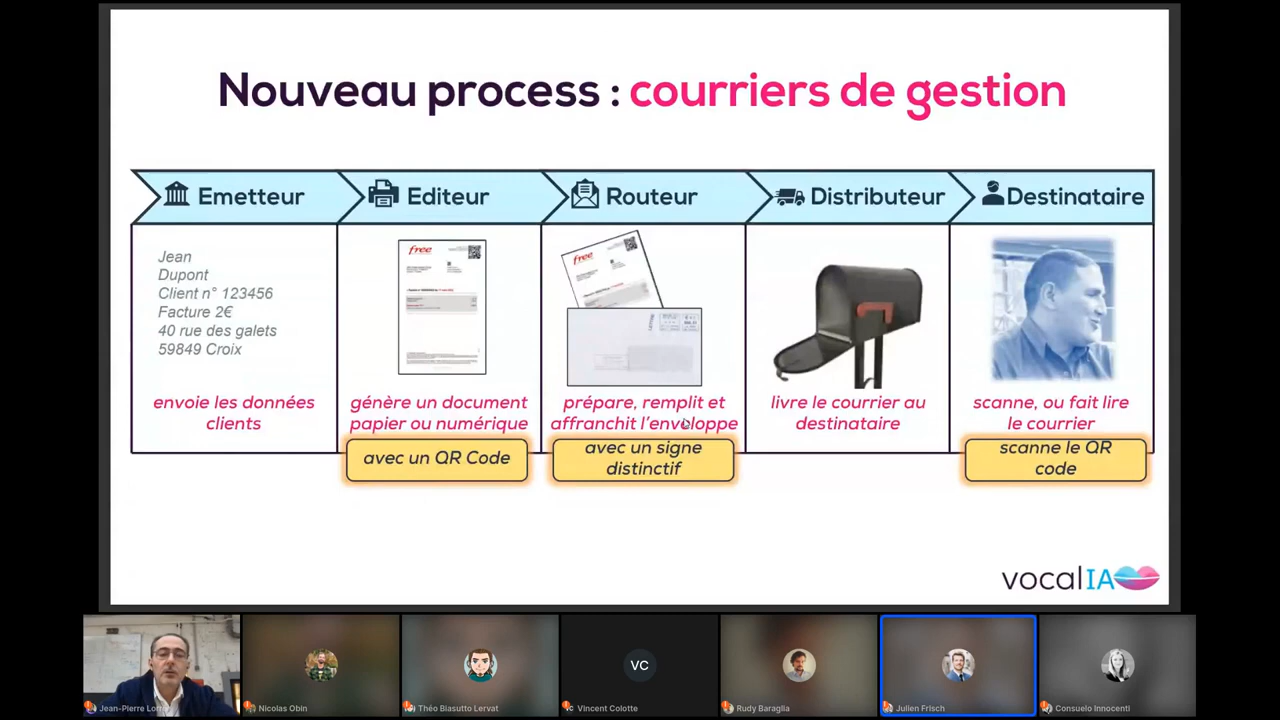 Nouveau process : courriers de gestion
Emetteur
Editeur
Routeur
Distributeur
Destinataire
Jean
Dupont
Client n° 123456
Facture 2€
40 rue des galets
59849 Croix
free
free
envoie les données
clients
génère un document
papier ou numérique
prépare, remplit et
affranchit l'enveloppe
livre le courrier au
destinataire
scanne, ou fait lire
le courrier
avec un QR Code
avec un signe
distinctif
scanne le QR
code
vocalIA
VC
Jean-Pierre
Nicolas Obin
Théo Biasutto Lervat
Vincent Colotte
Rudy Baraglia
Julien Frisch
Consuelo Innocenti